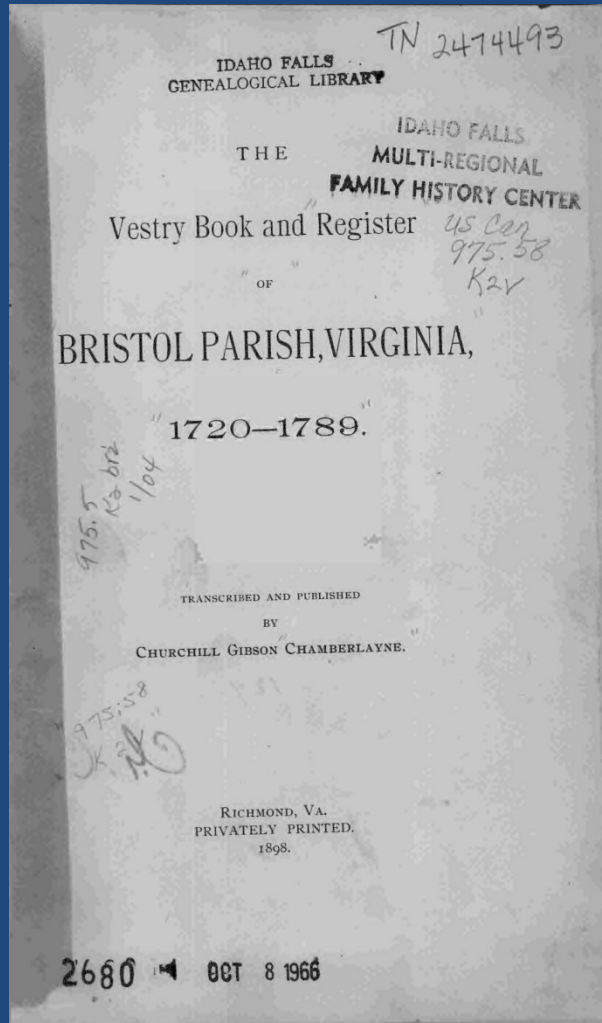 TN 2474493
IDAHO FALLS
GENEALOGICAL LIBRARY
IDAHO FALLS
MULTI-REGIONAL
FAMILY HISTORY CENTER
THE
Vestry Book and Register
US Can
975.58
K2v
OF
BRISTOL PARISH, VIRGINIA,
1720—1789.
975.5
K2 bri
1/04
TRANSCRIBED AND PUBLISHED
BY
CHURCHILL GIBSON CHAMBERLAYNE.
975.58
RICHMOND, VA.
PRIVATELY PRINTED.
1898.
2680 OCT 8 1966